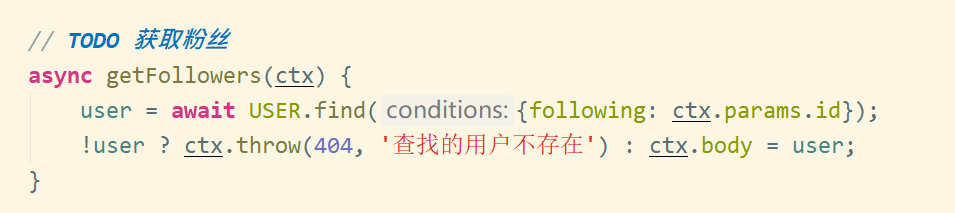 // TODO 获取粉丝
async getFollowers(ctx) {
user = await USER.find( conditions: {following: ctx.params.id});
!user ? ctx.throw(404, '查找的用户不存在') : ctx.body = user;
}